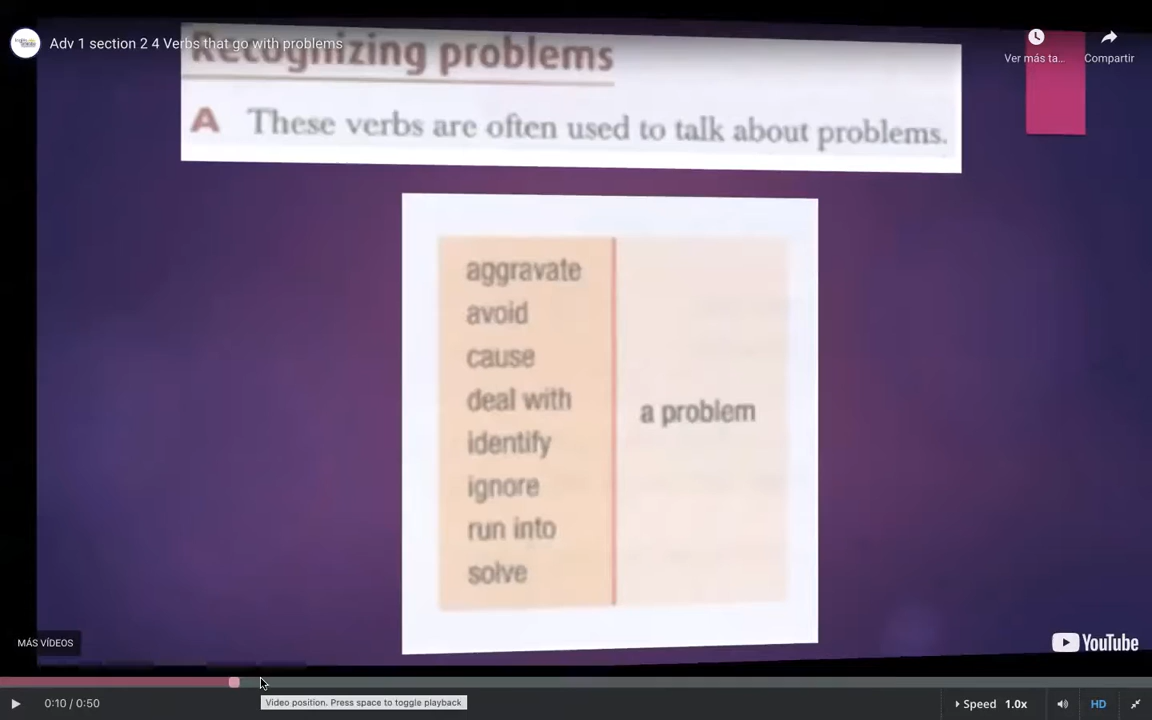 Adv 1 section 2 4 Verbs that go with problems
Ver más ta...
Compartir
Recognizing problems
A These verbs are often used to talk about problems.
aggravate
avoid
cause
deal with
identify
ignore
run into
solve
a problem
MÁS VÍDEOS
YouTube
0:10 / 0:50
Video position. Press space to toggle playback
Speed 1.0x
HD